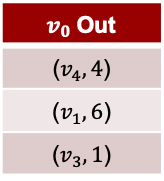 v₀ Out
(v₄, 4)
(v₁, 6)
(v₃, 1)